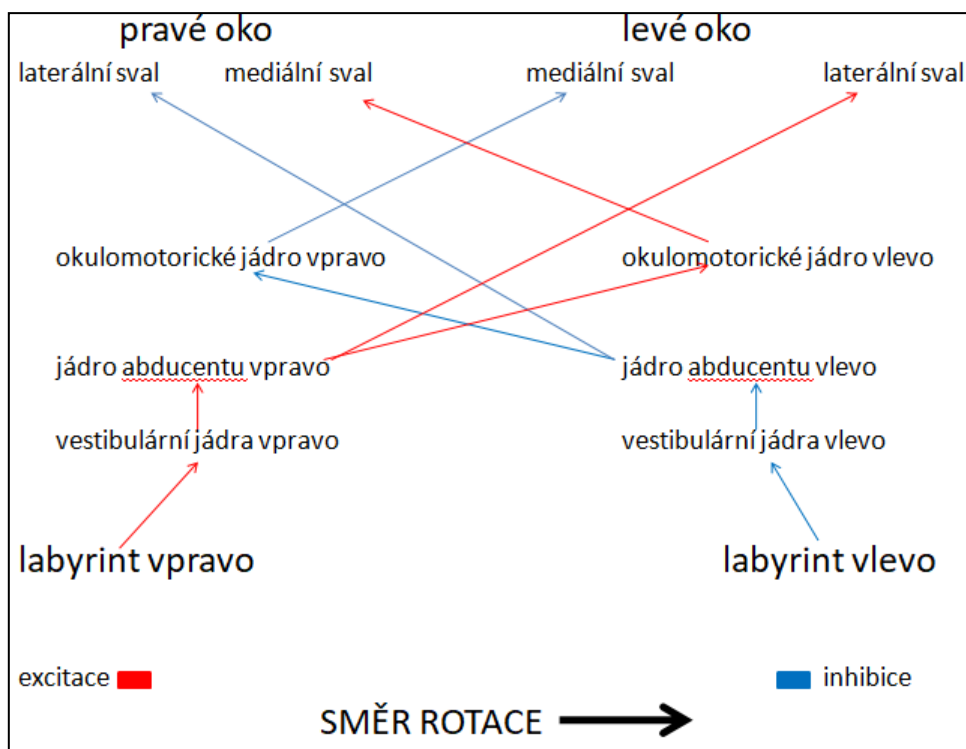 pravé oko levé oko
laterální sval mediální sval mediální sval laterální sval
okulomotorické jádro vpravo okulomotorické jádro vlevo
jádro abducentu vpravo jádro abducentu vlevo
vestibulární jádra vpravo vestibulární jádra vlevo
labyrint vpravo labyrint vlevo
excitace inhibice
SMĚR ROTACE